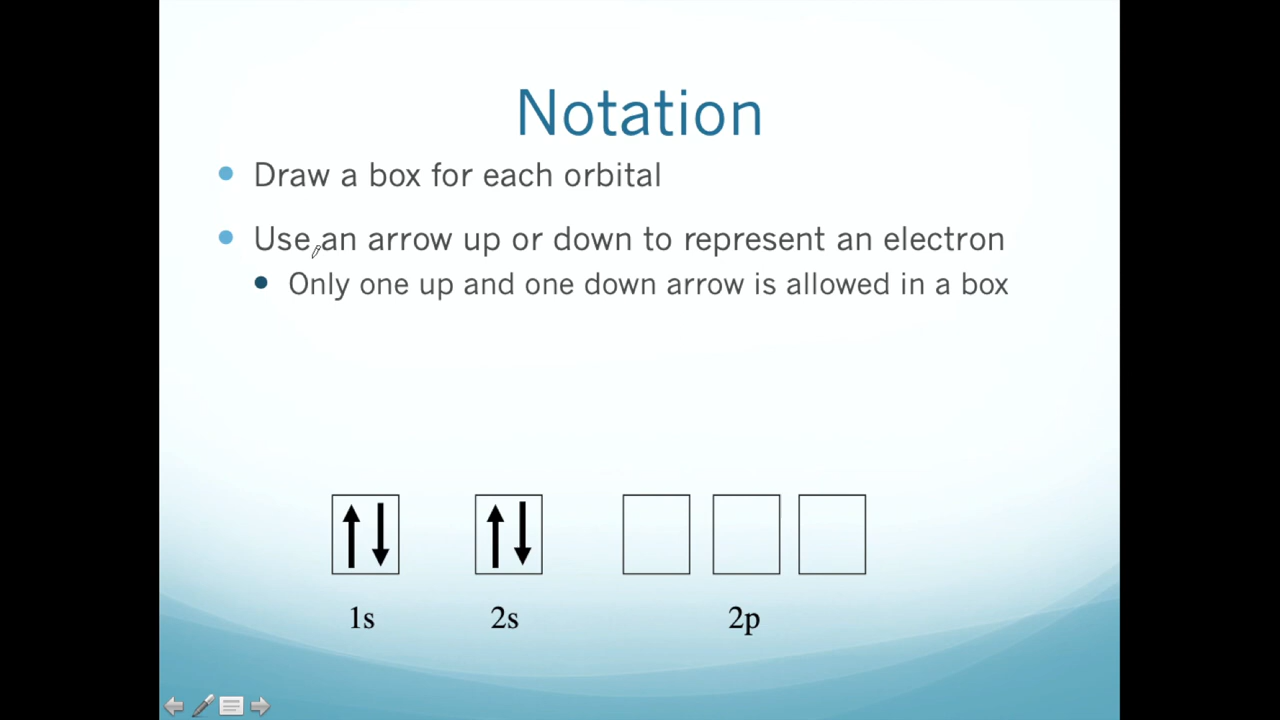 Notation
Draw a box for each orbital
Use an arrow up or down to represent an electron
Only one up and one down arrow is allowed in a box
1s 2s 2p